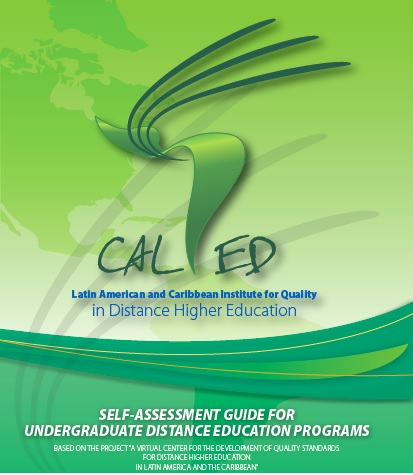 CALED
Latin American and Caribbean Institute for Quality
in Distance Higher Education
SELF-ASSESSMENT GUIDE FOR
UNDERGRADUATE DISTANCE EDUCATION PROGRAMS
BASED ON THE PROJECT "A VIRTUAL CENTER FOR THE DEVELOPMENT OF QUALITY STANDARDS
FOR DISTANCE HIGHER EDUCATION
IN LATIN AMERICA AND THE CARIBBEAN"